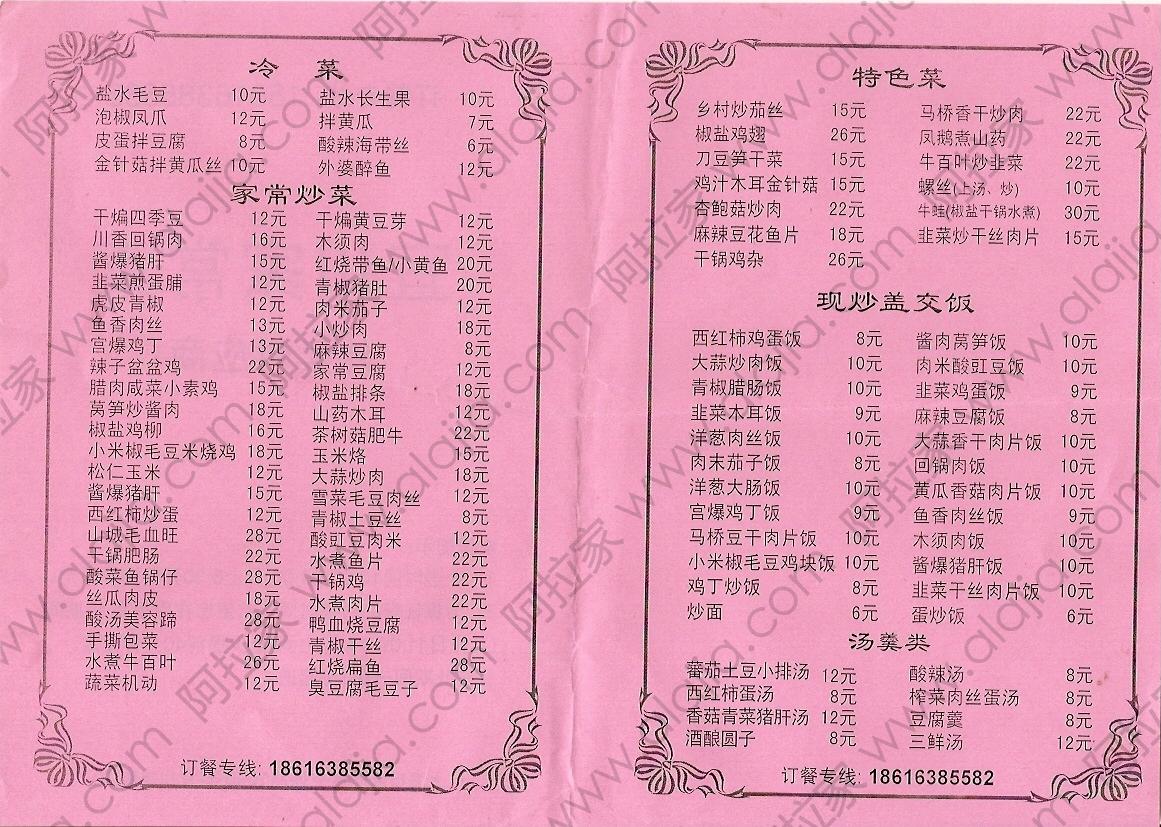 冷 菜
盐水毛豆 10元 盐水长生果 10元
泡椒凤爪 12元 拌黄瓜 7元
皮蛋拌豆腐 8元 酸辣海带丝 6元
金针菇拌黄瓜丝 10元 外婆醉鱼 12元
家常炒菜
干煸四季豆 12元 干煸黄豆芽 12元
川香回锅肉 16元 木须肉 12元
酱爆猪肝 15元 红烧带鱼/小黄鱼 20元
韭菜煎蛋脯 12元 青椒猪肚 20元
虎皮青椒 12元 肉米茄子 12元
鱼香肉丝 13元 小炒肉 18元
宫爆鸡丁 13元 麻辣豆腐 8元
辣子盆盆鸡 22元 家常豆腐 12元
腊肉咸菜小素鸡 15元 椒盐排条 18元
莴笋炒酱肉 18元 山药木耳 12元
椒盐鸡柳 16元 茶树菇肥牛 22元
小米椒毛豆米烧鸡 18元 玉米烙 15元
松仁玉米 12元 大蒜炒肉 18元
酱爆猪肝 15元 雪菜毛豆肉丝 12元
西红柿炒蛋 12元 青椒土豆丝 8元
山城毛血旺 28元 酸豇豆肉米 12元
干锅肥肠 22元 水煮鱼片 22元
酸菜鱼锅仔 28元 干锅鸡 22元
丝瓜肉皮 18元 水煮肉片 22元
酸汤美容蹄 28元 鸭血烧豆腐 12元
手撕包菜 12元 青椒干丝 12元
水煮牛百叶 26元 红烧扁鱼 28元
蔬菜机动 12元 臭豆腐毛豆子 12元
订餐专线: 18616385582
特色菜
乡村炒茄丝 15元 马桥香干炒肉 22元
椒盐鸡翅 26元 凤鹅煮山药 22元
刀豆笋干菜 15元 牛百叶炒韭菜 22元
鸡汁木耳金针菇 15元 螺丝(上汤、炒) 10元
杏鲍菇炒肉 22元 牛蛙(椒盐干锅水煮) 30元
麻辣豆花鱼片 18元 韭菜炒干丝肉片 15元
干锅鸡杂 26元
现炒盖交饭
西红柿鸡蛋饭 8元 酱肉莴笋饭 10元
大蒜炒肉饭 10元 肉米酸豇豆饭 10元
青椒腊肠饭 10元 韭菜鸡蛋饭 9元
韭菜木耳饭 9元 麻辣豆腐饭 8元
洋葱肉丝饭 10元 大蒜香干肉片饭 10元
肉末茄子饭 8元 回锅肉饭 10元
洋葱大肠饭 10元 黄瓜香菇肉片饭 10元
宫爆鸡丁饭 9元 鱼香肉丝饭 9元
马桥豆干肉片饭 10元 木须肉饭 10元
小米椒毛豆鸡块饭 10元 酱爆猪肝饭 10元
鸡丁炒饭 8元 韭菜干丝肉片饭 10元
炒面 6元 蛋炒饭 6元
汤羹类
蕃茄土豆小排汤 12元 酸辣汤 8元
西红柿蛋汤 8元 榨菜肉丝蛋汤 8元
香菇青菜猪肝汤 12元 豆腐羹 8元
酒酿圆子 8元 三鲜汤 12元
订餐专线: 18616385582
阿拉家 www.alajia.com